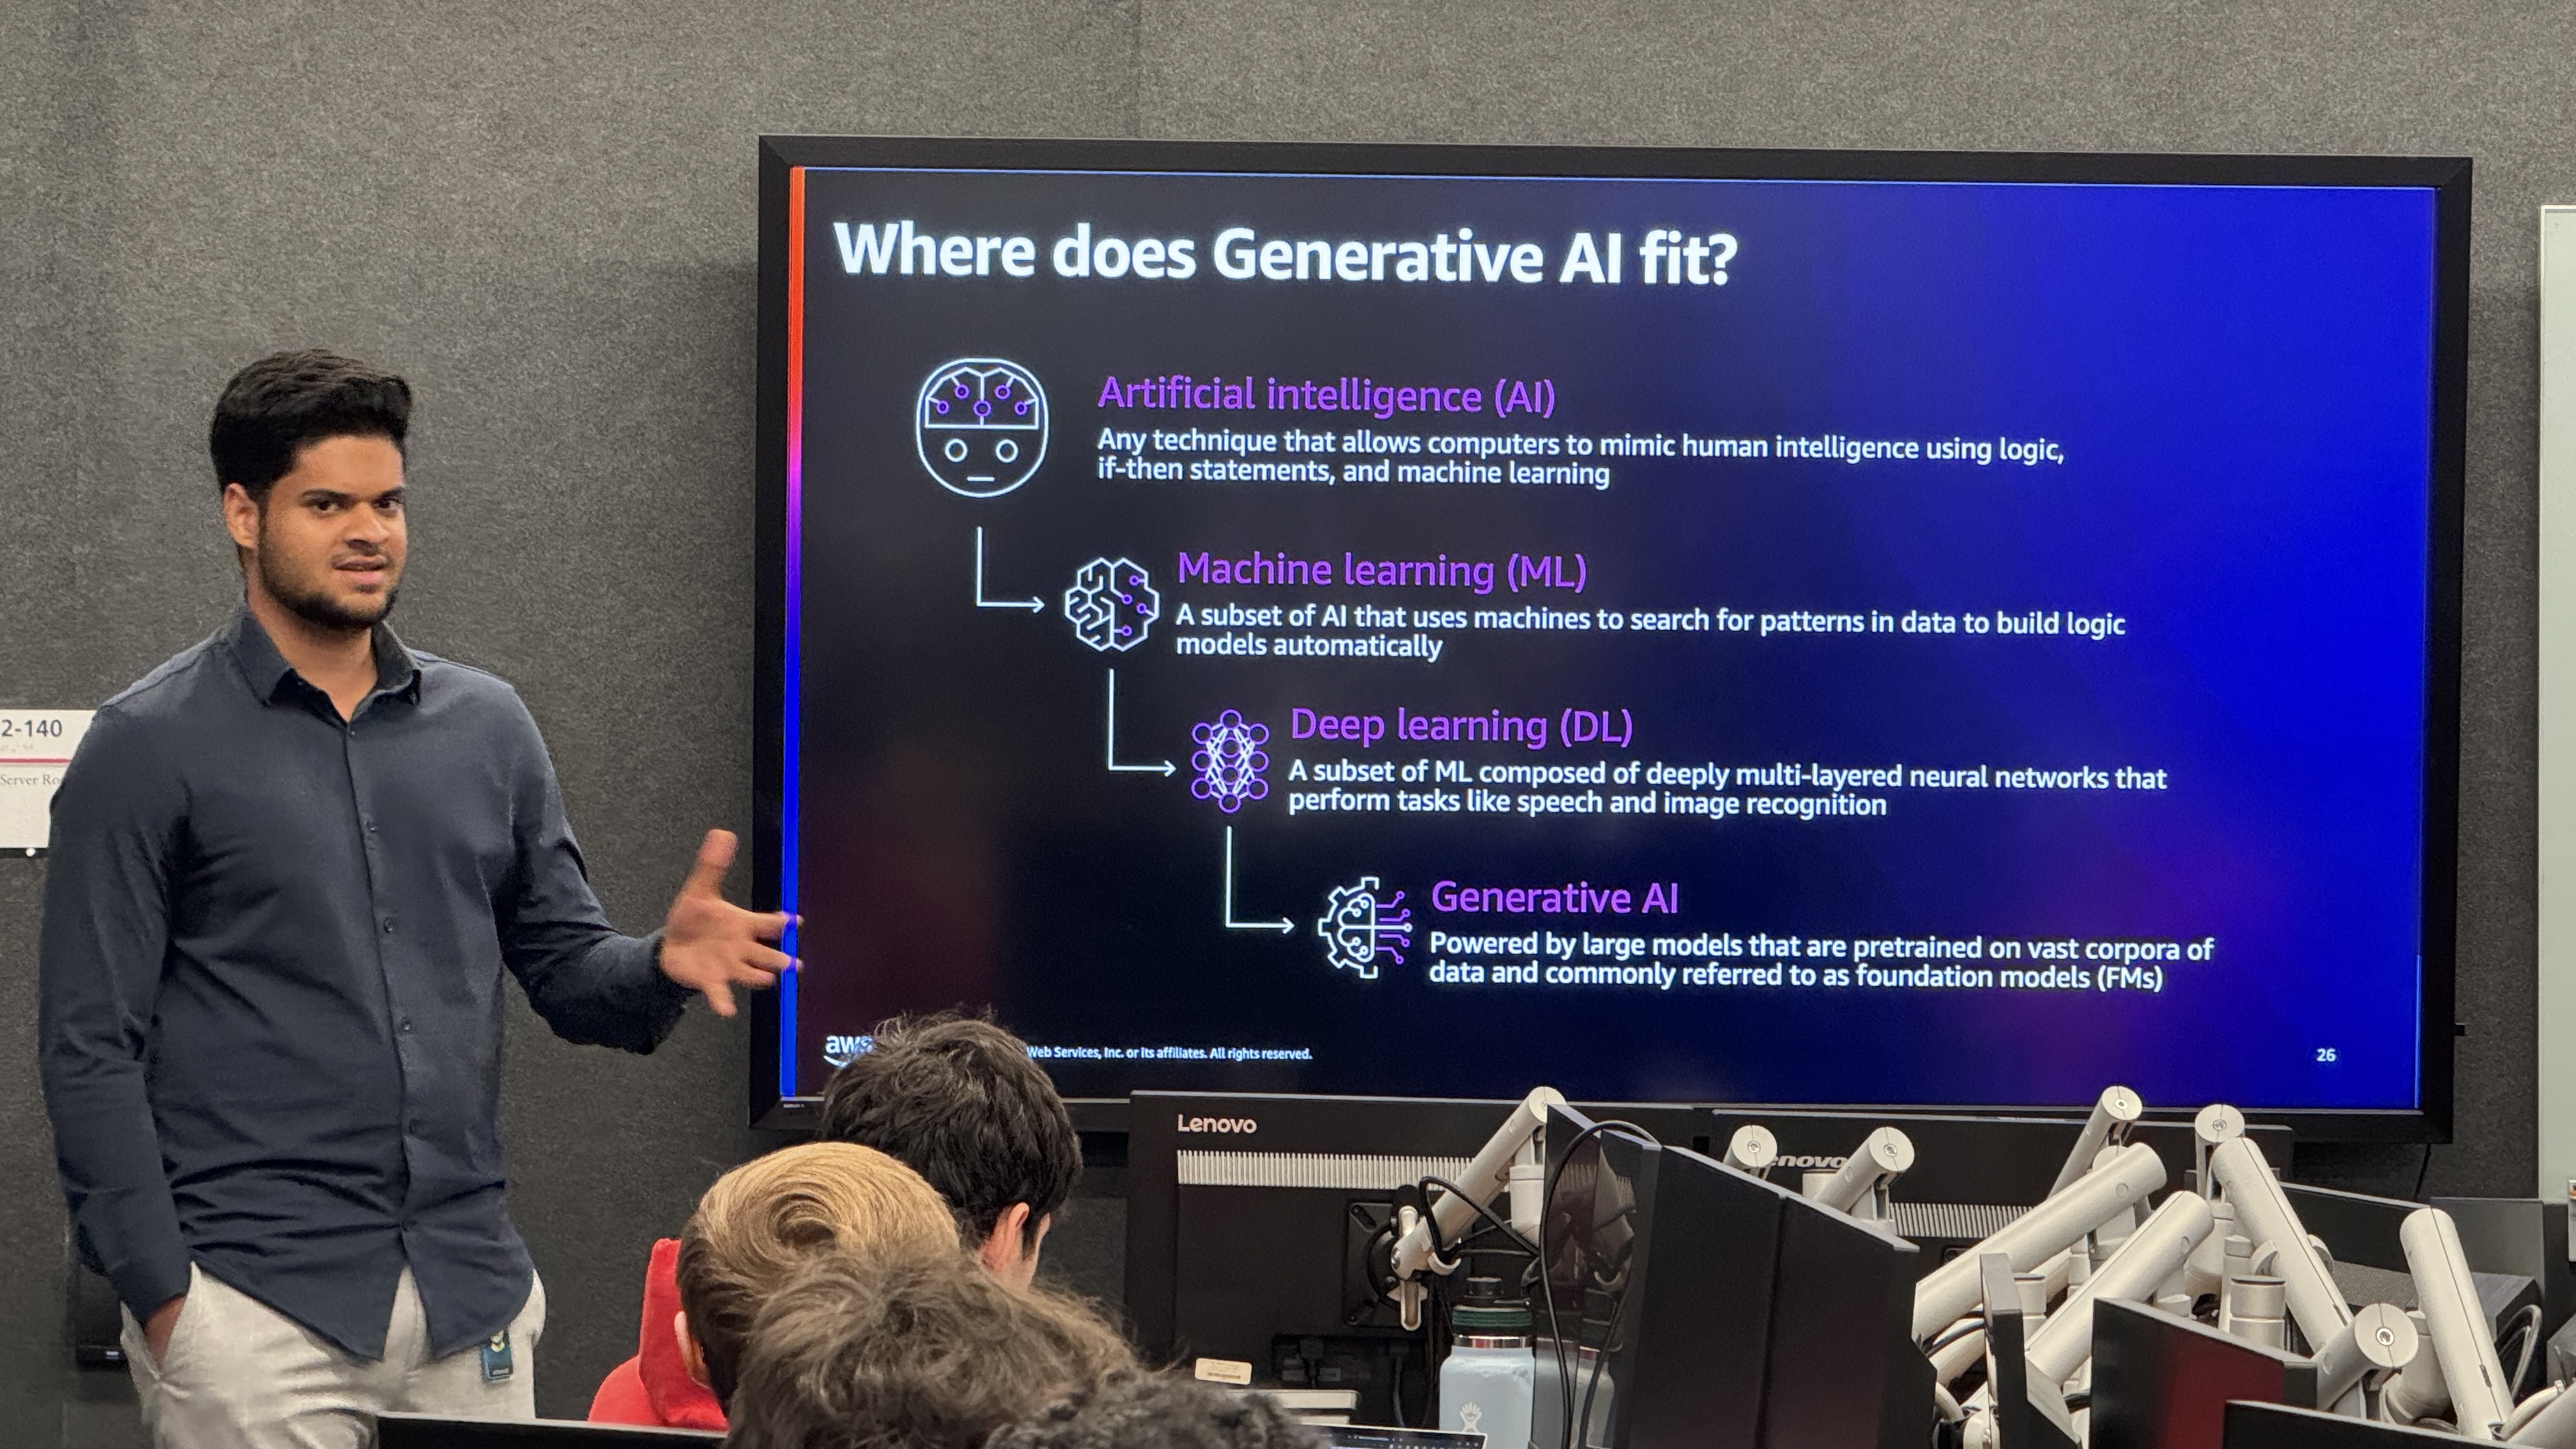 Where does Generative AI fit?
Artificial intelligence (AI)
Any technique that allows computers to mimic human intelligence using logic,
if-then statements, and machine learning
Machine learning (ML)
A subset of AI that uses machines to search for patterns in data to build logic
models automatically
Deep learning (DL)
A subset of ML composed of deeply multi-layered neural networks that
perform tasks like speech and image recognition
Generative AI
Powered by large models that are pretrained on vast corpora of
data and commonly referred to as foundation models (FMs)
aws
Web Services, Inc. or its affiliates. All rights reserved.
26
2-140
Server
Lenovo
enovo